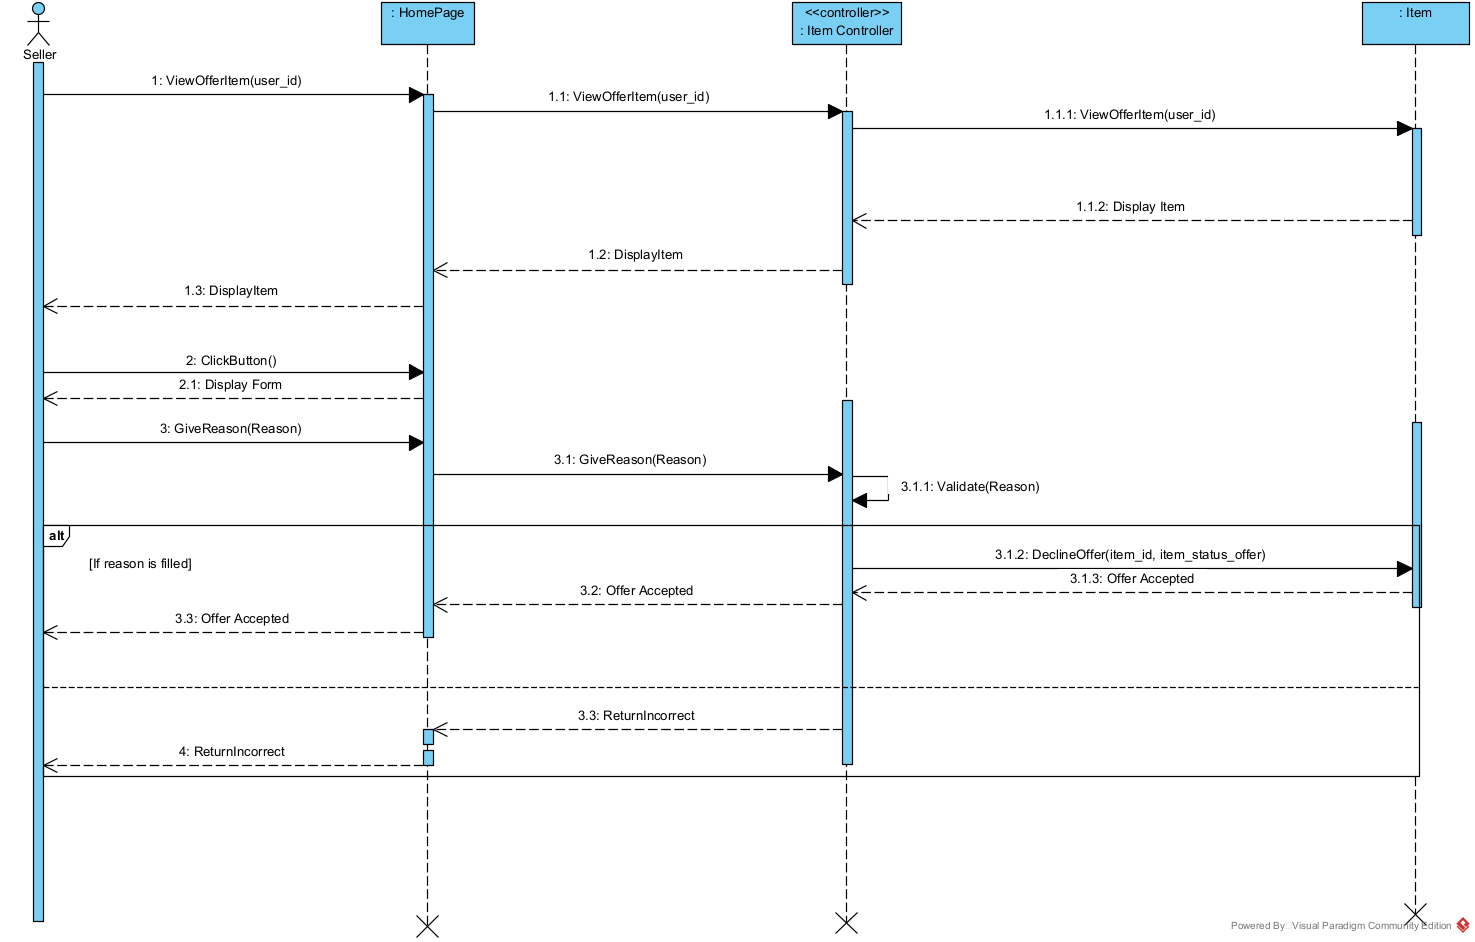 : HomePage
<<controller>>
: Item Controller
: Item
Seller
1: ViewOfferItem(user_id)
1.1: ViewOfferItem(user_id)
1.1.1: ViewOfferItem(user_id)
1.1.2: Display Item
1.2: DisplayItem
1.3: DisplayItem
2: ClickButton()
2.1: Display Form
3: GiveReason(Reason)
3.1: GiveReason(Reason)
3.1.1: Validate(Reason)
alt
[If reason is filled]
3.1.2: DeclineOffer(item_id, item_status_offer)
3.1.3: Offer Accepted
3.2: Offer Accepted
3.3: Offer Accepted
3.3: ReturnIncorrect
4: ReturnIncorrect
Powered By Visual Paradigm Community Edition